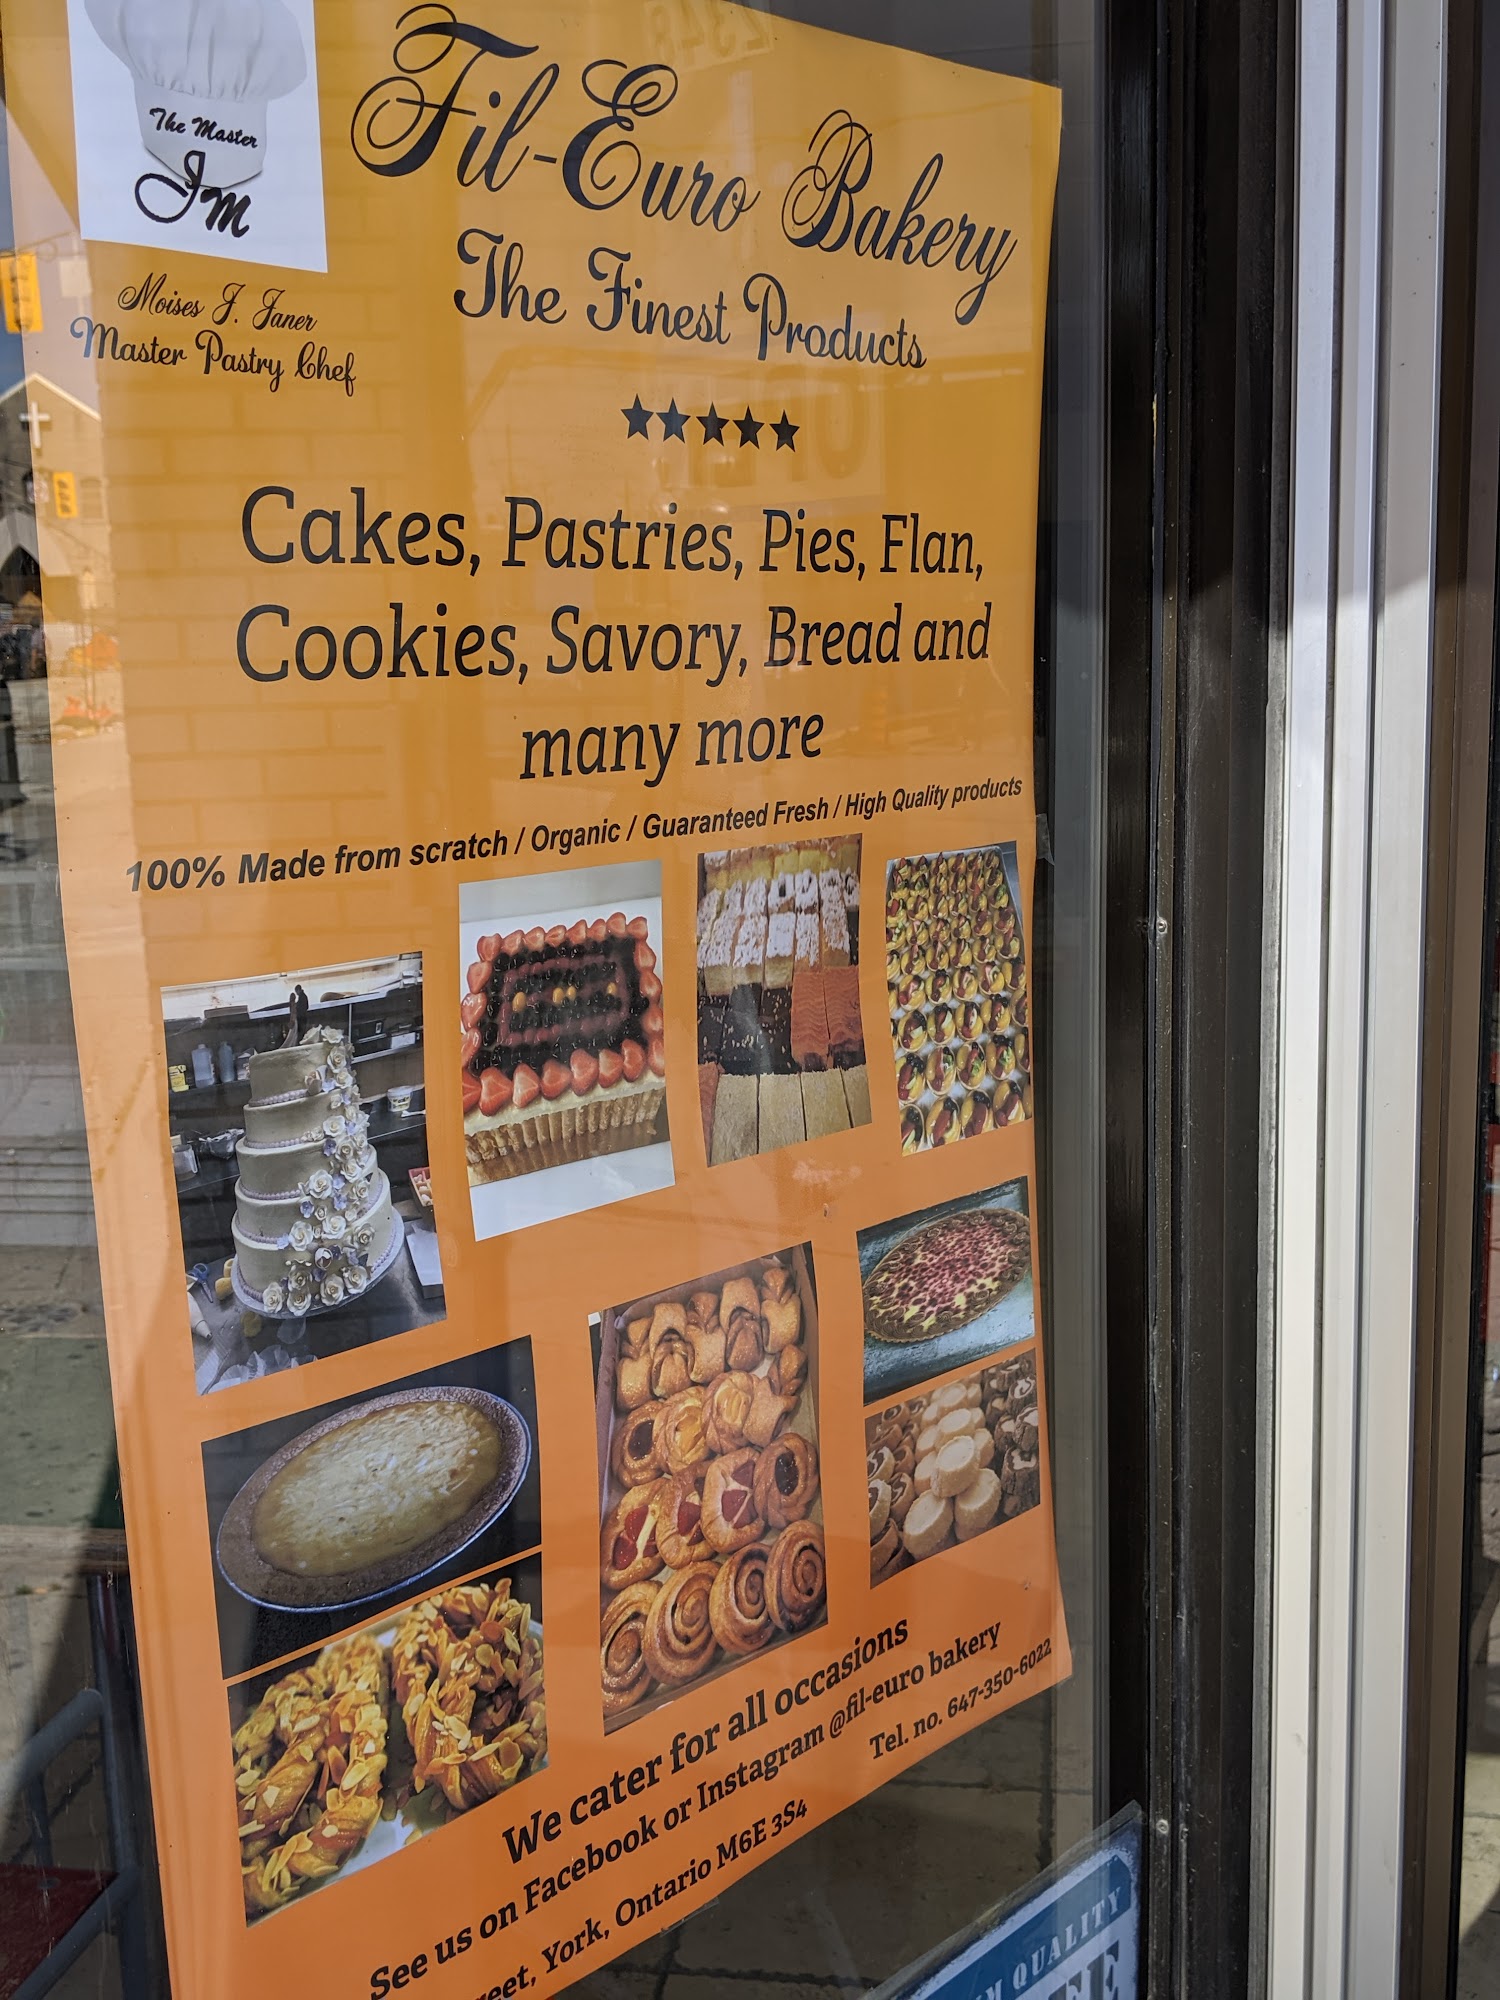 The Master
JM
Moises J. Janer
Master Pastry Chef
Fil-Euro Bakery
The Finest Products
Cakes, Pastries, Pies, Flan,
Cookies, Savory, Bread and
many more
100% Made from scratch / Organic / Guaranteed Fresh / High Quality products
We cater for all occasions
See us on Facebook or Instagram @fil-euro bakery
Tel. no. 647-350-6022
York, Ontario M6E 3S4
QUALITY